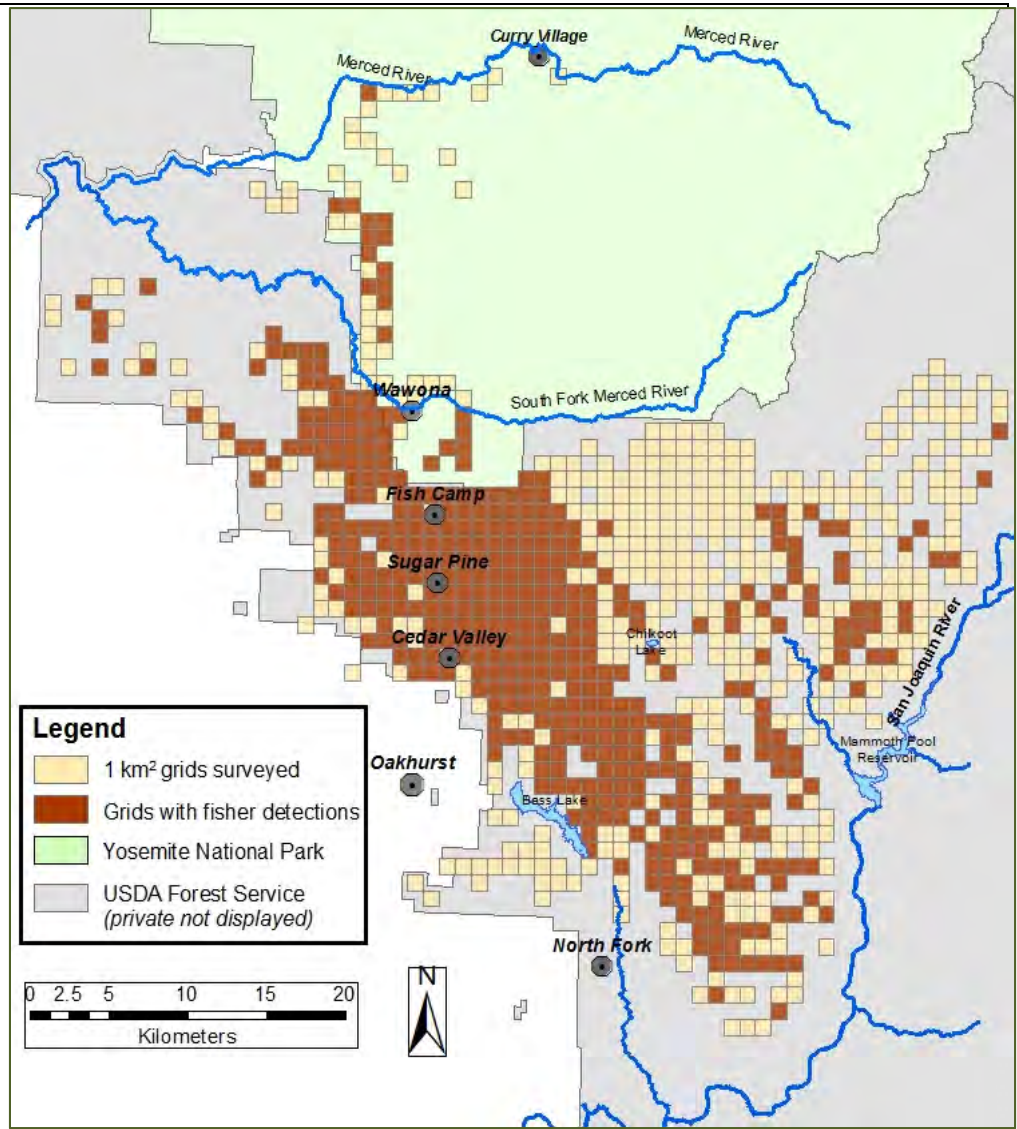 Curry Village
Merced River
Merced River
Wawona
South Fork Merced River
Fish Camp
Sugar Pine
Cedar Valley
Chilkoot
Lake
San Joaquin River
Mammoth Pool
Reservoir
Oakhurst
Bass Lake
North Fork
Legend
1 km² grids surveyed
Grids with fisher detections
Yosemite National Park
USDA Forest Service
(private not displayed)
0 2.5 5 10 15 20
Kilometers
N